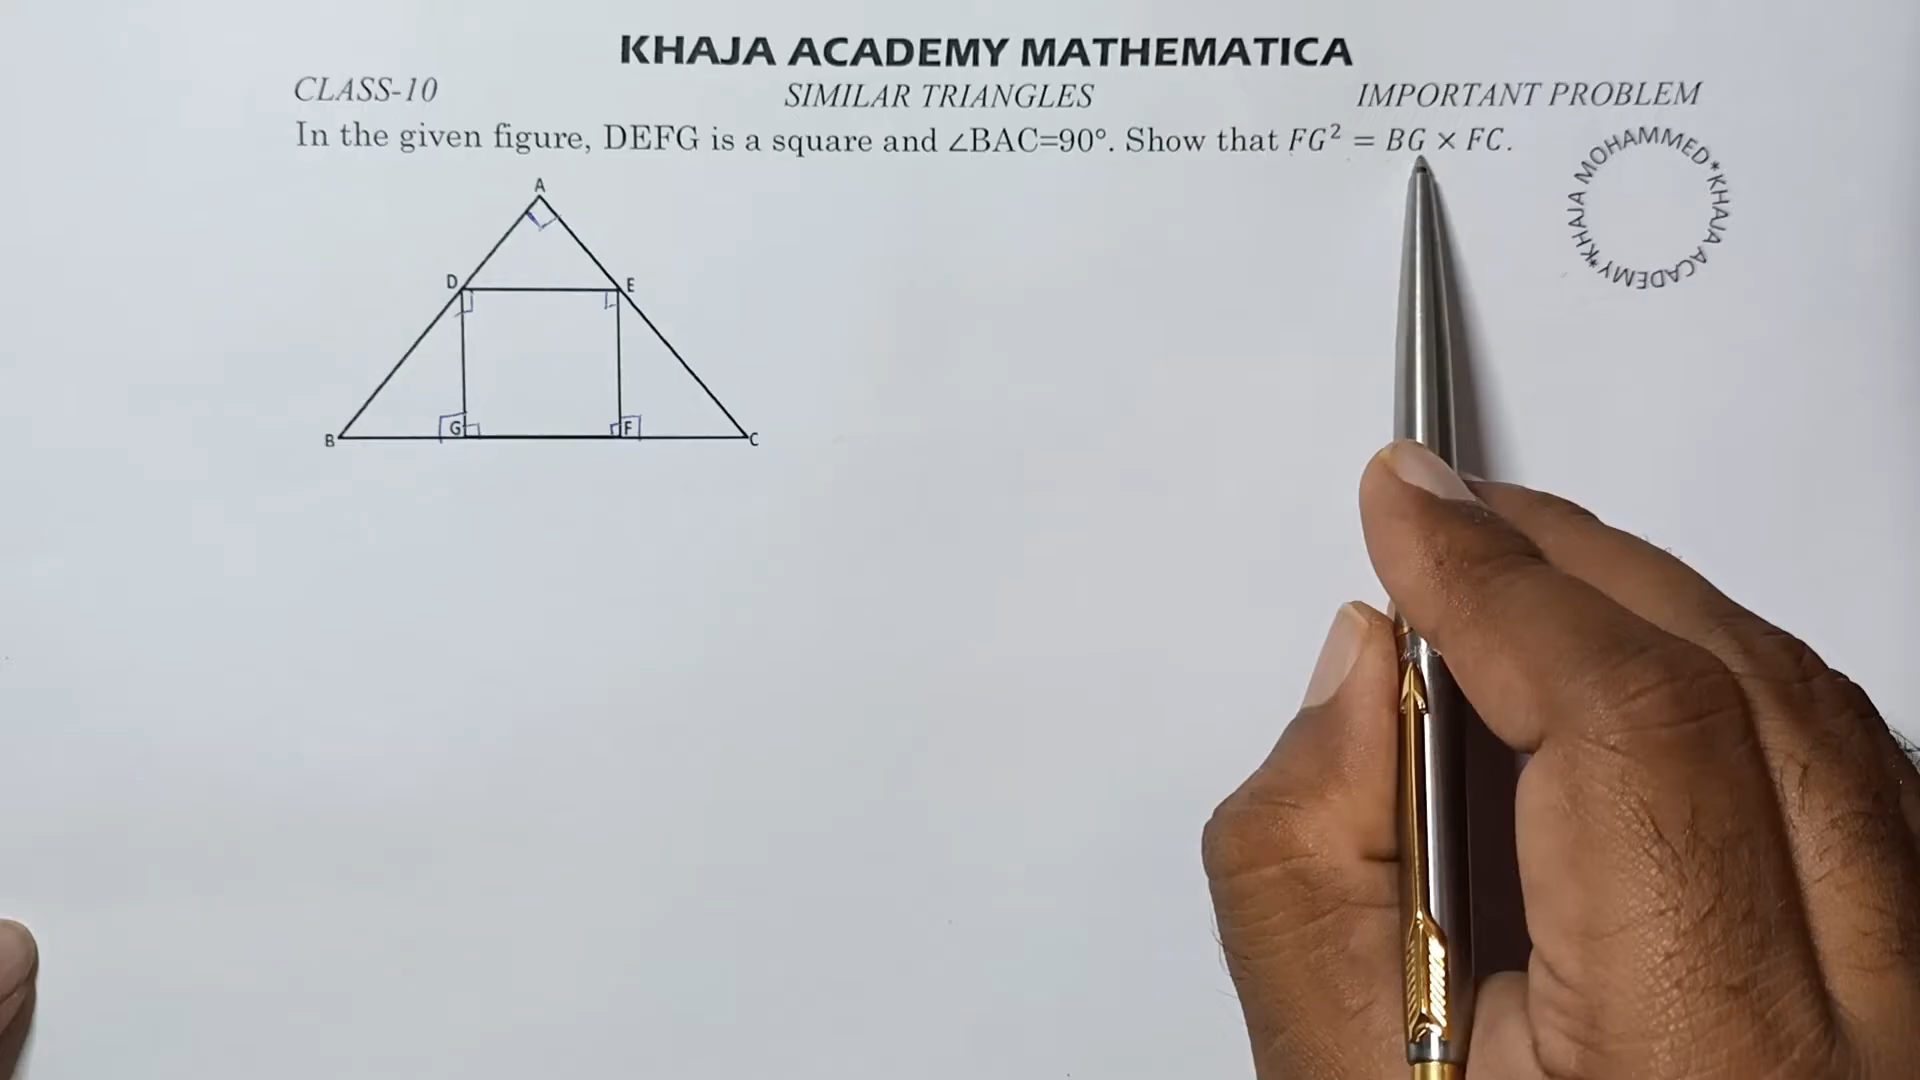 KHAJA ACADEMY MATHEMATICA
CLASS-10 SIMILAR TRIANGLES IMPORTANT PROBLEM
In the given figure, DEFG is a square and ∠BAC=90°. Show that FG² = BG × FC.
KHAJA MOHAMMED*KHAJA ACADEMY*
A
D E
B G F C